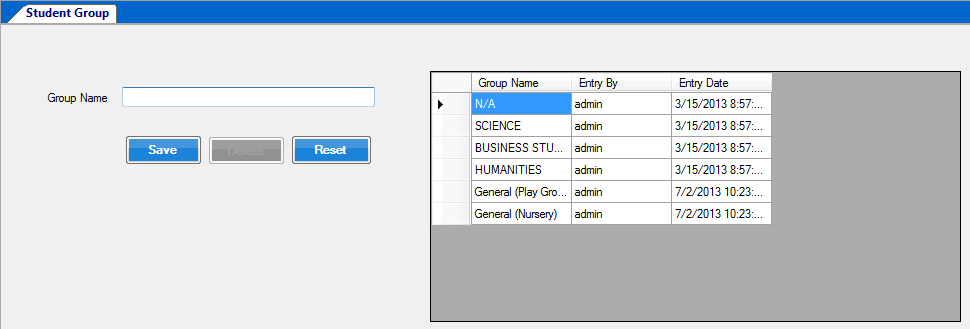 Student Group
Group Name
Save Delete Reset
Group Name Entry By Entry Date
N/A admin 3/15/2013 8:57:...
SCIENCE admin 3/15/2013 8:57:...
BUSINESS STU... admin 3/15/2013 8:57:...
HUMANITIES admin 3/15/2013 8:57:...
General (Play Gro... admin 7/2/2013 10:23:...
General (Nursery) admin 7/2/2013 10:23:...